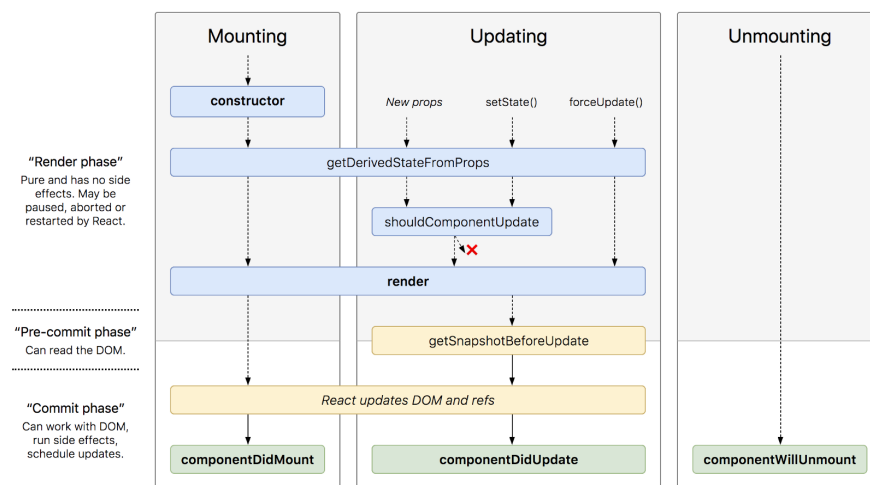 Mounting
Updating
Unmounting
constructor
New props
setState()
forceUpdate()
“Render phase”
Pure and has no side
effects. May be
paused, aborted or
restarted by React.
getDerivedStateFromProps
shouldComponentUpdate
render
“Pre-commit phase”
Can read the DOM.
getSnapshotBeforeUpdate
“Commit phase”
Can work with DOM,
run side effects,
schedule updates.
React updates DOM and refs
componentDidMount
componentDidUpdate
componentWillUnmount